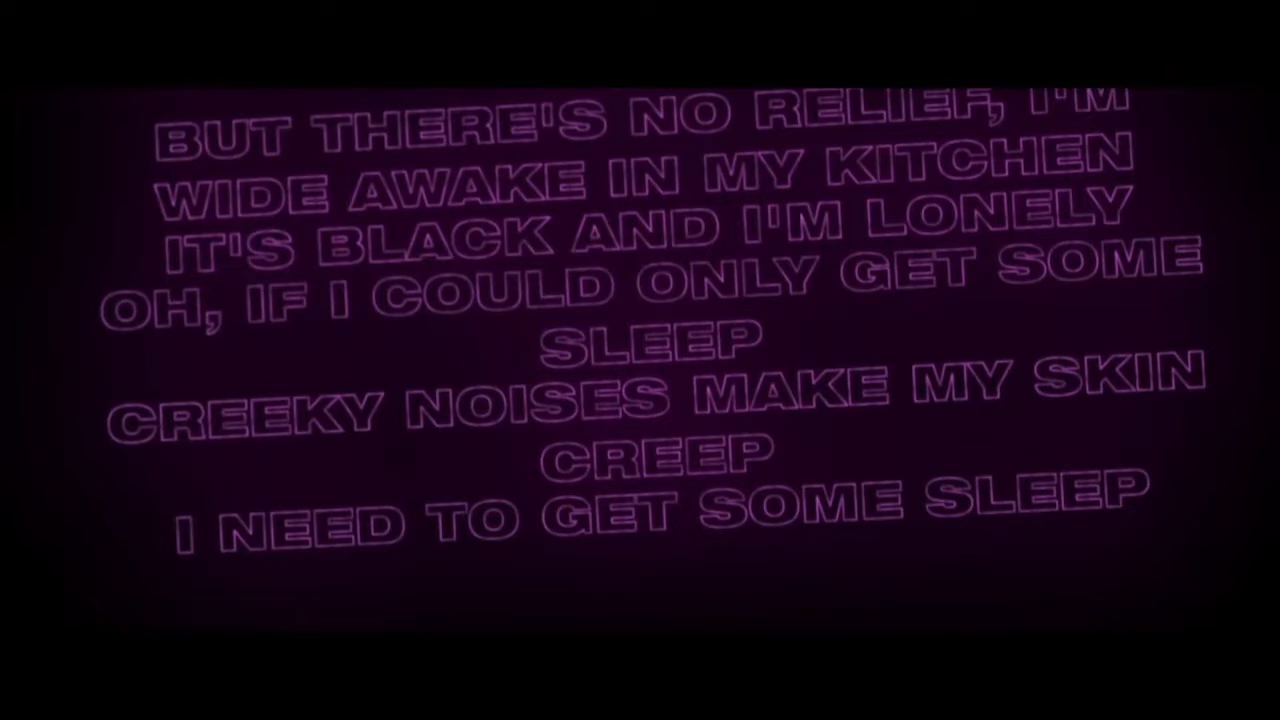 BUT THERE'S NO RELIEF, I'M
WIDE AWAKE IN MY KITCHEN
IT'S BLACK AND I'M LONELY
OH, IF I COULD ONLY GET SOME
SLEEP
CREEKY NOISES MAKE MY SKIN
CREEP
I NEED TO GET SOME SLEEP